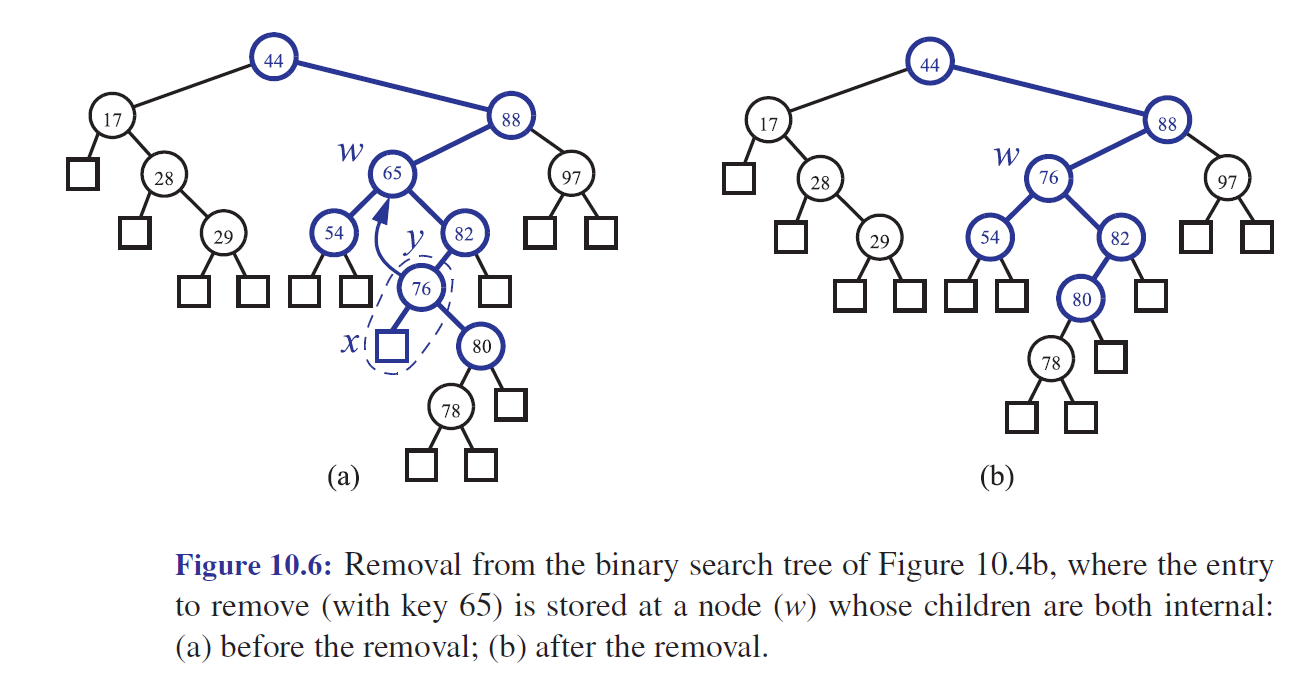 44
44
17
88
17
88
w
65
28
97
w
76
28
97
29
54
y
82
29
54
82
76
80
x
80
78
78
(a)
(b)
Figure 10.6: Removal from the binary search tree of Figure 10.4b, where the entry
to remove (with key 65) is stored at a node (w) whose children are both internal:
(a) before the removal; (b) after the removal.